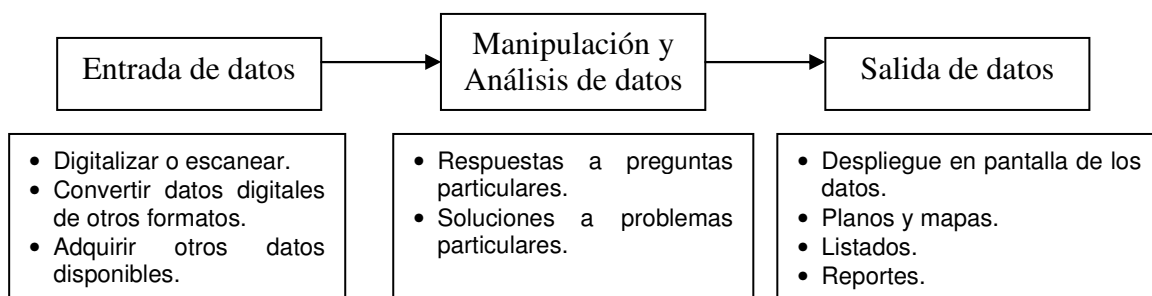 Entrada de datos
Manipulación y
Análisis de datos
Salida de datos
• Digitalizar o escanear.
• Convertir datos digitales
de otros formatos.
• Adquirir otros datos
disponibles.
• Respuestas a preguntas
particulares.
• Soluciones a problemas
particulares.
• Despliegue en pantalla de los
datos.
• Planos y mapas.
• Listados.
• Reportes.